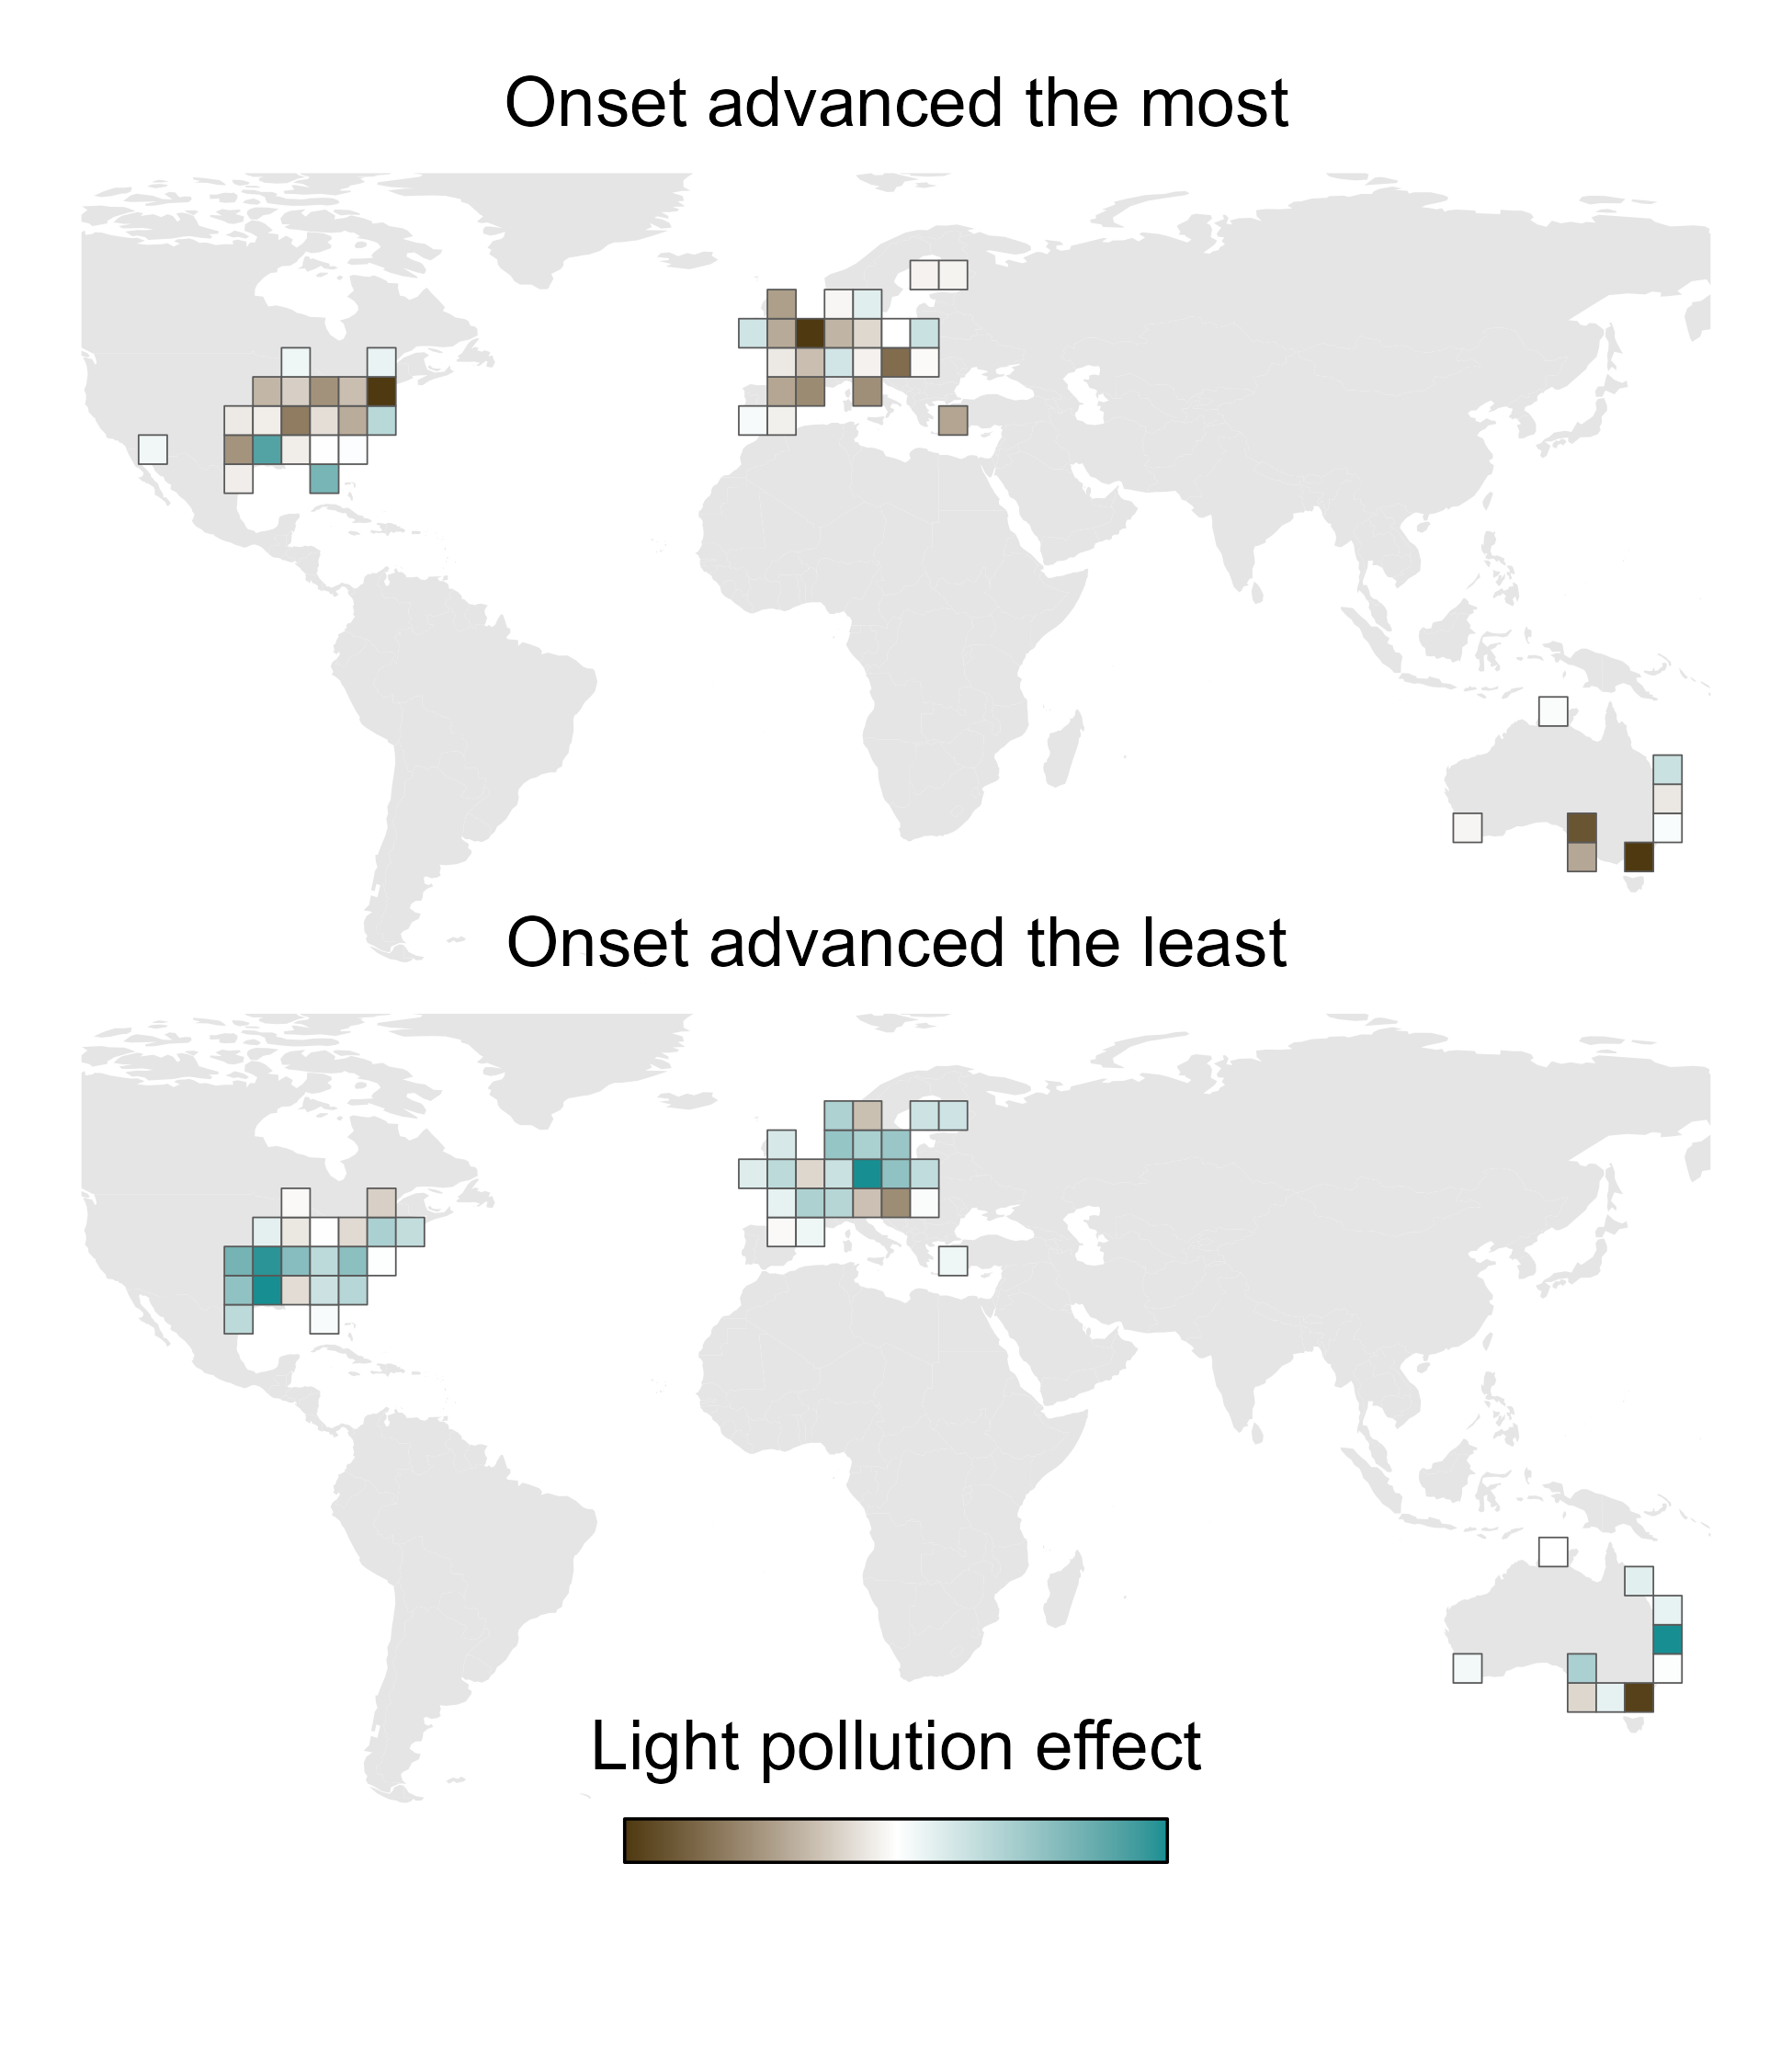 Onset advanced the most
Onset advanced the least
Light pollution effect